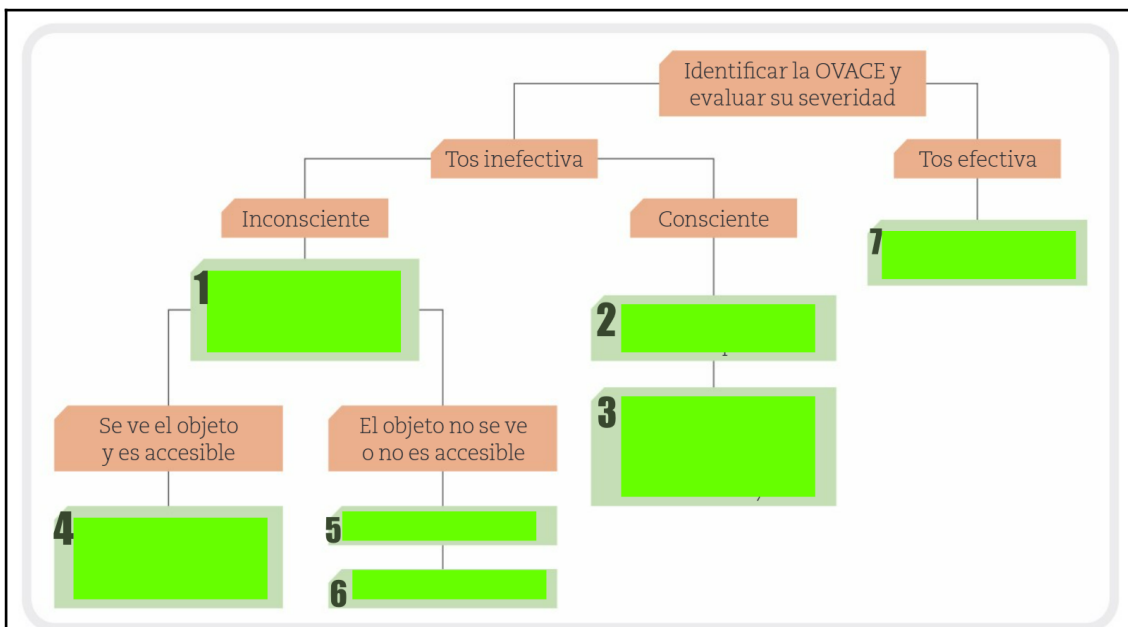 Identificar la OVACE y
evaluar su severidad
Tos inefectiva
Tos efectiva
Inconsciente
Consciente
7
1
2
3
Se ve el objeto
y es accesible
El objeto no se ve
o no es accesible
4
5
6